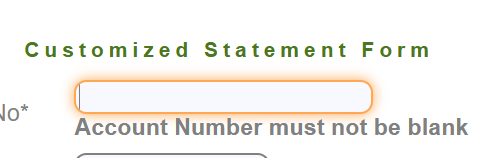 Customized Statement Form
No*
Account Number must not be blank